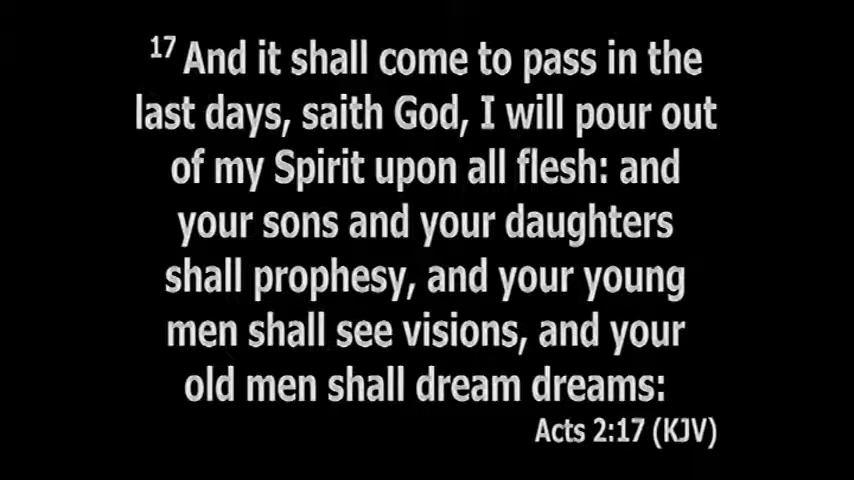 17 And it shall come to pass in the
last days, saith God, I will pour out
of my Spirit upon all flesh: and
your sons and your daughters
shall prophesy, and your young
men shall see visions, and your
old men shall dream dreams:
Acts 2:17 (KJV)